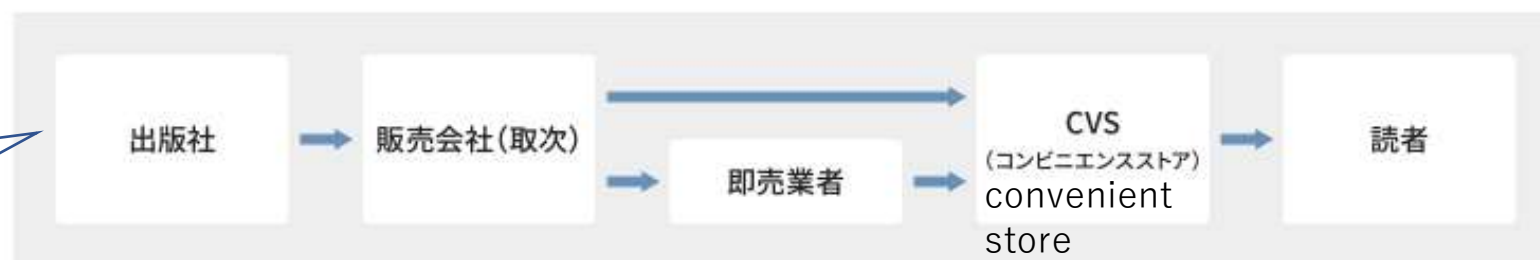 出版社
販売会社(取次)
即売業者
CVS
(コンビニエンスストア)
convenient
store
読者